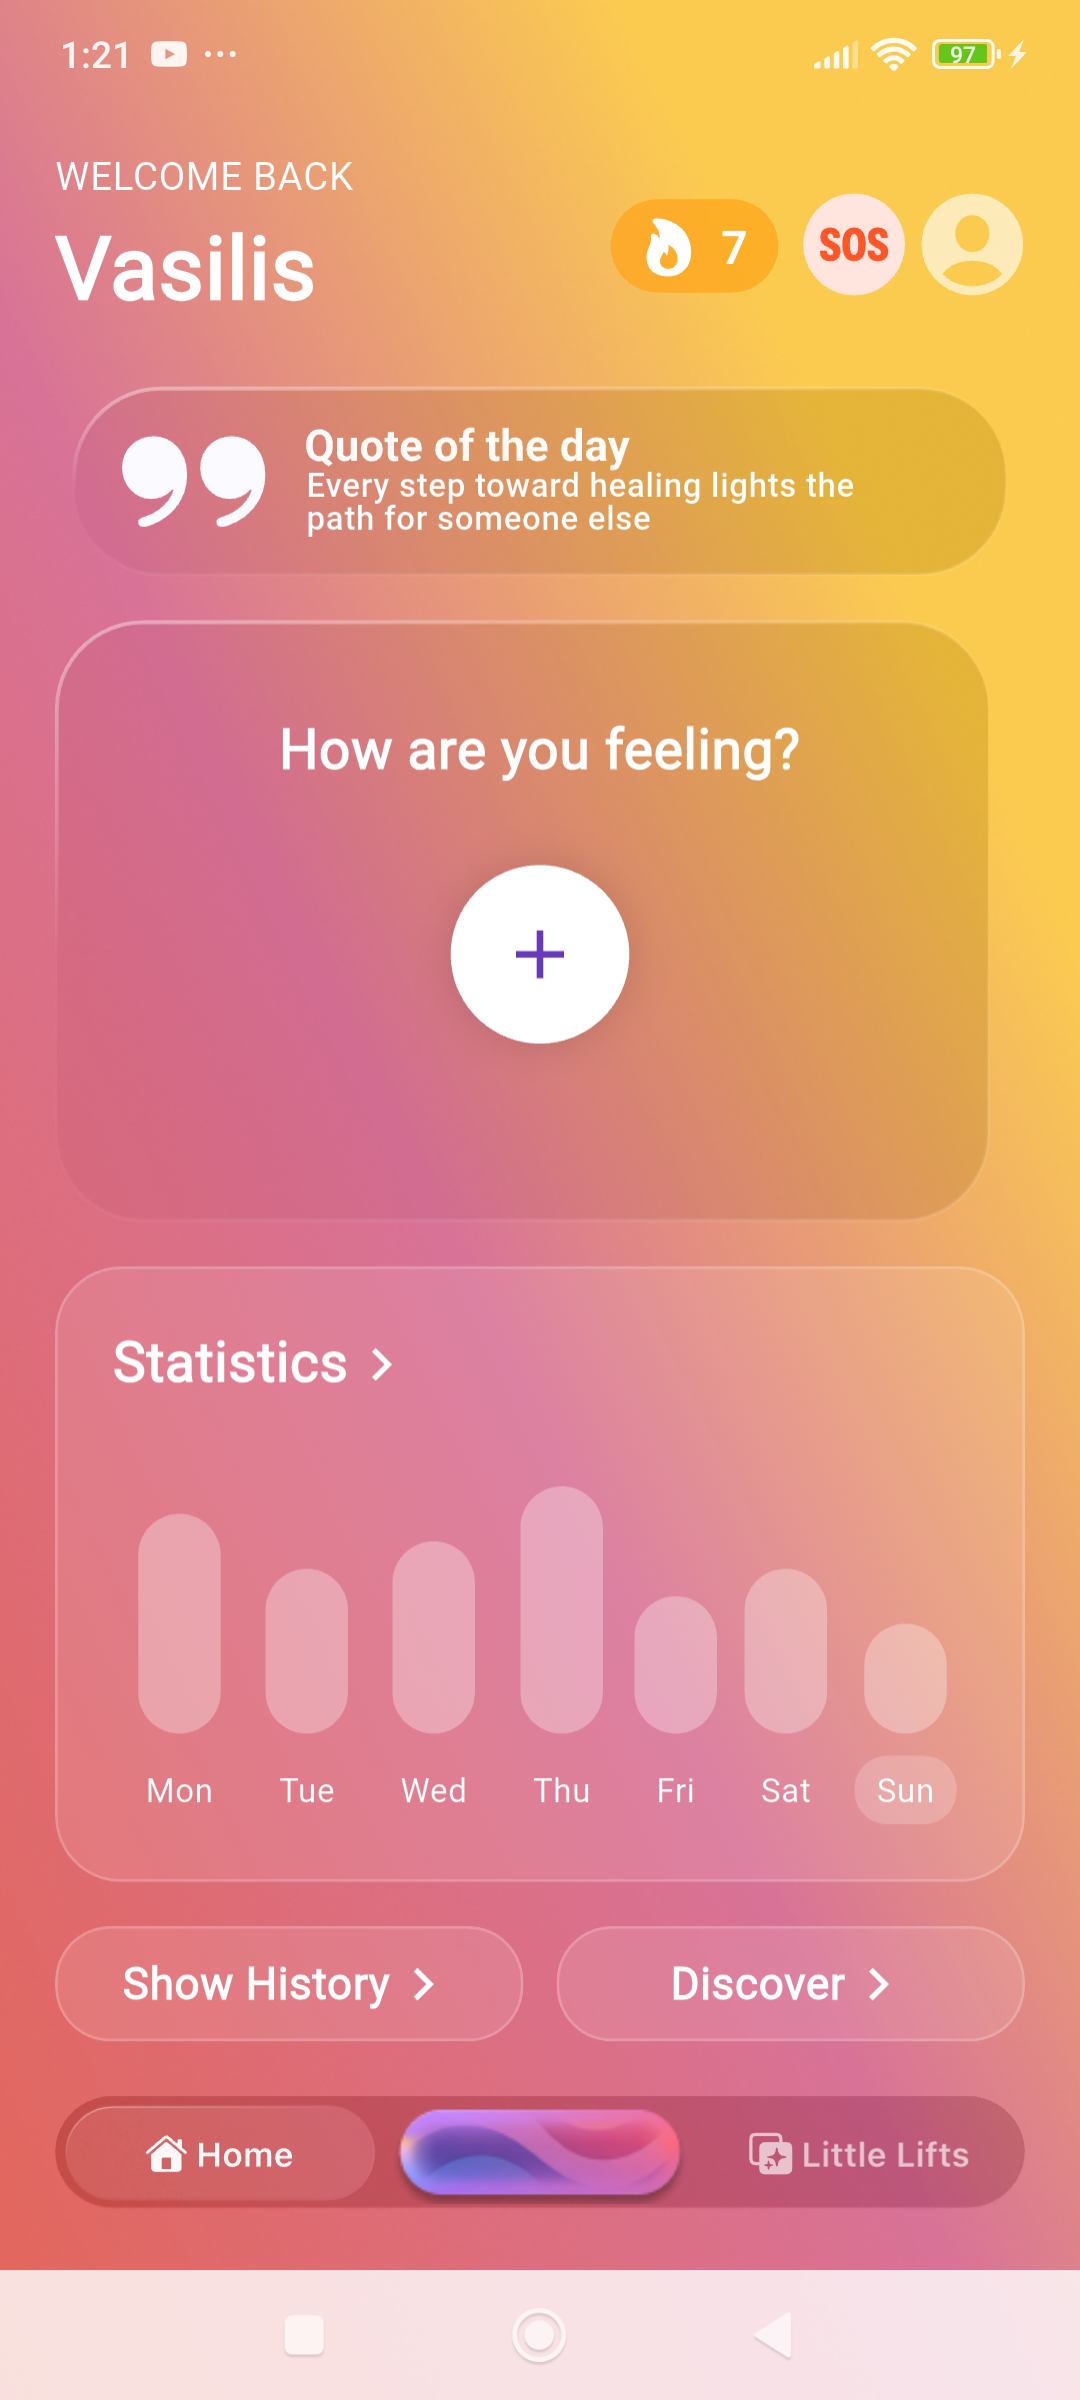 1:21
97
WELCOME BACK
Vasilis
7
SOS
Quote of the day
Every step toward healing lights the
path for someone else
How are you feeling?
Statistics
Mon Tue Wed Thu Fri Sat Sun
Show History
Discover
Home
Little Lifts